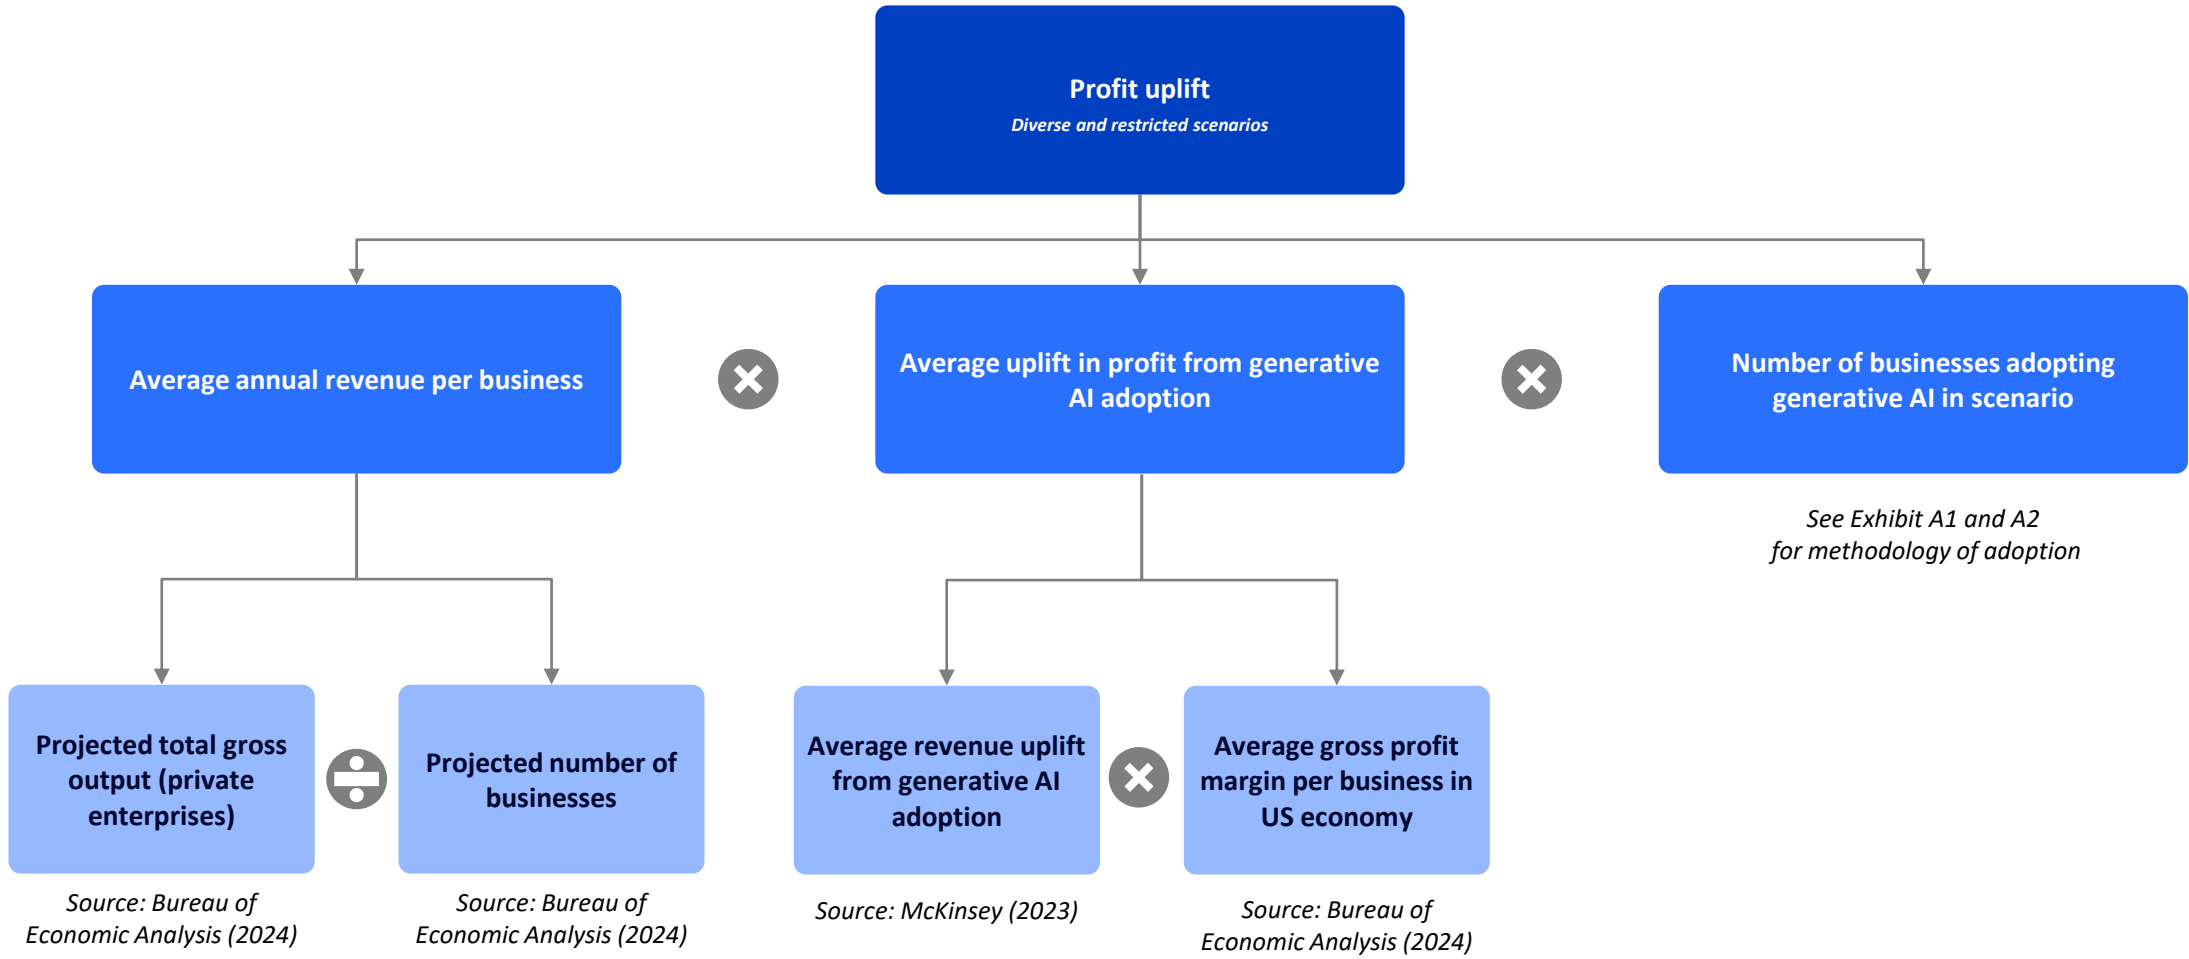 Profit uplift
Diverse and restricted scenarios
Average annual revenue per business
Average uplift in profit from generative
AI adoption
Number of businesses adopting
generative AI in scenario
See Exhibit A1 and A2
for methodology of adoption
Projected total gross
output (private
enterprises)
Projected number of
businesses
Average revenue uplift
from generative AI
adoption
Average gross profit
margin per business in
US economy
Source: Bureau of
Economic Analysis (2024)
Source: Bureau of
Economic Analysis (2024)
Source: McKinsey (2023)
Source: Bureau of
Economic Analysis (2024)